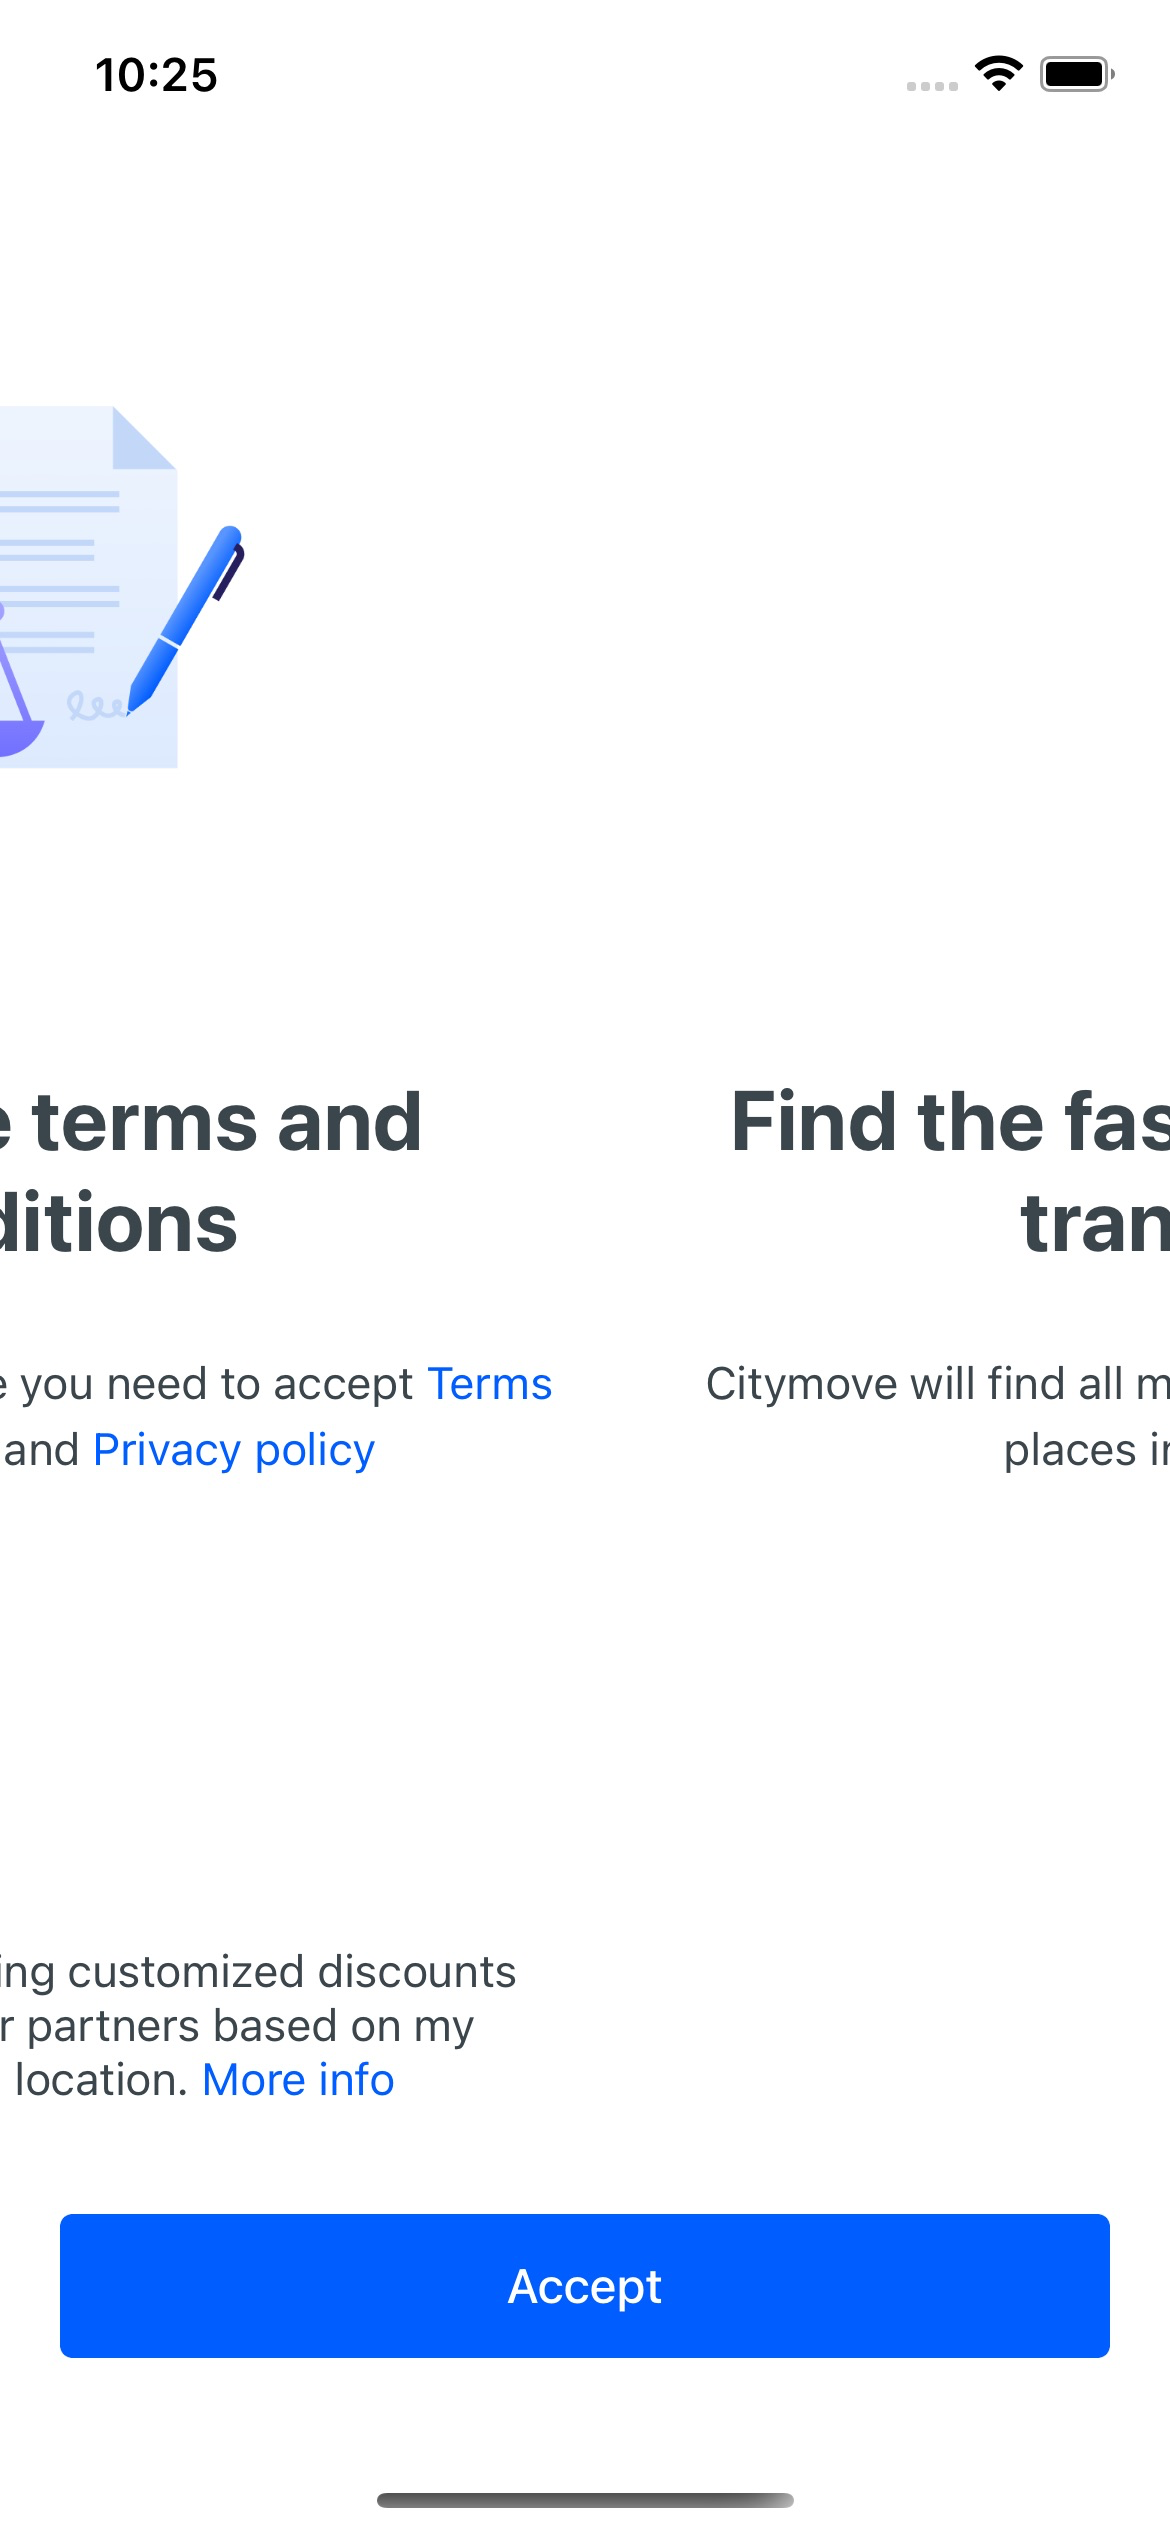 10:25
terms and
ditions
Find the fas
tran
you need to accept Terms
and Privacy policy
Citymove will find all m
places in
ing customized discounts
r partners based on my
location. More info
Accept